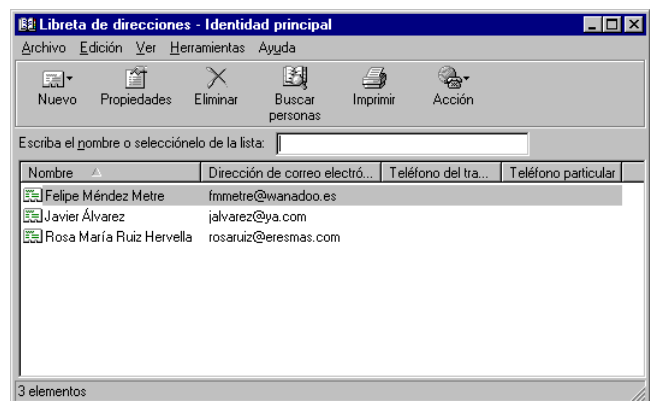 Libreta de direcciones - Identidad principal
Archivo Edición Ver Herramientas Ayuda
Nuevo Propiedades Eliminar Buscar personas Imprimir Acción
Escriba el nombre o selecciónelo de la lista:
Nombre Dirección de correo electró... Teléfono del tra... Teléfono particular
Felipe Méndez Metre fmmetre@wanadoo.es
Javier Álvarez jalvarez@ya.com
Rosa María Ruiz Hervella rosaruiz@eresmas.com
3 elementos